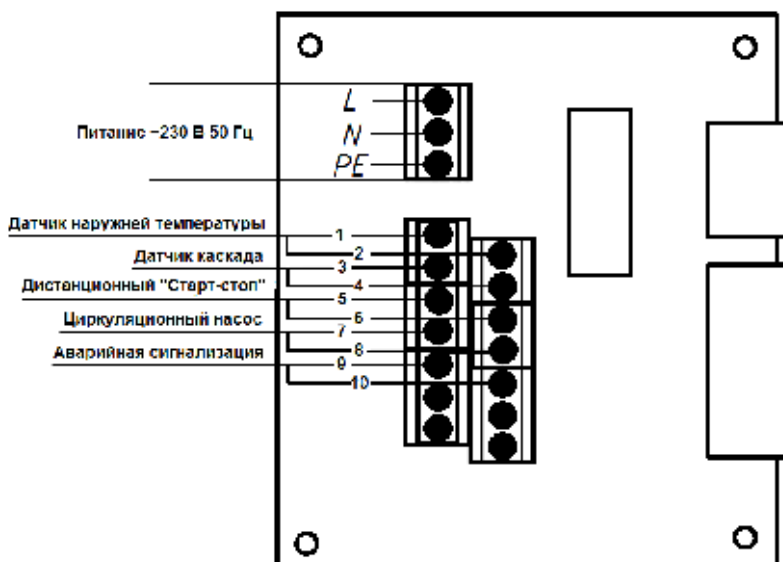 L
N
Питание ~230 В 50 Гц
PE
Датчик наружней температуры
1
2
Датчик каскада
3
4
Дистанционный "Старт-стоп"
5
6
Циркуляционный насос
7
8
Аварийная сигнализация
9
10